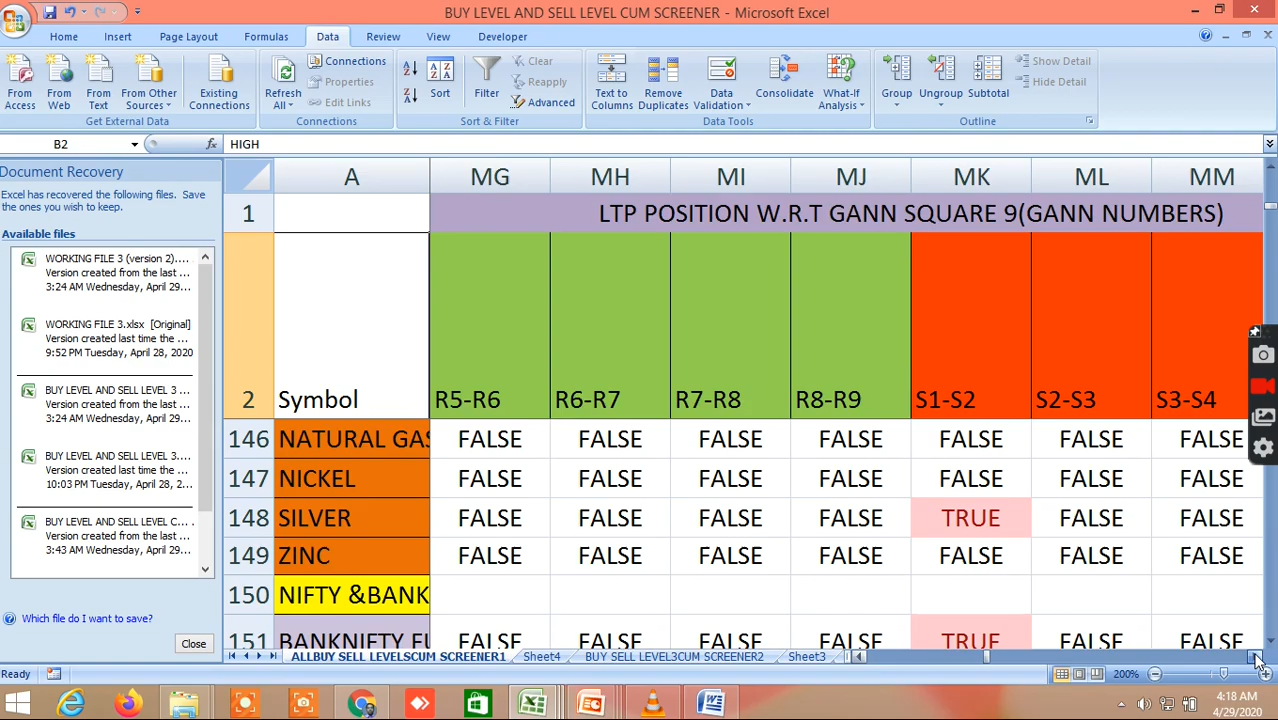 BUY LEVEL AND SELL LEVEL CUM SCREENER - Microsoft Excel
Home Insert Page Layout Formulas Data Review View Developer
From Access
From Web
From Text
From Other Sources
Existing Connections
Get External Data
Refresh All
Connections
Properties
Edit Links
Connections
Sort
Filter
Clear
Reapply
Advanced
Sort & Filter
Text to Columns
Remove Duplicates
Data Validation
Consolidate
What-If Analysis
Data Tools
Group
Ungroup
Subtotal
Show Detail
Hide Detail
Outline
B2 fx HIGH
Document Recovery
Excel has recovered the following files. Save
the ones you wish to keep.
Available files
WORKING FILE 3 (version 2)....
Version created from the last ...
3:24 AM Wednesday, April 29...
WORKING FILE 3.xlsx [Original]
Version created last time the ...
9:52 PM Tuesday, April 28, 2020
BUY LEVEL AND SELL LEVEL 3 ...
Version created from the last ...
3:24 AM Wednesday, April 29...
BUY LEVEL AND SELL LEVEL 3....
Version created last time the ...
10:03 PM Tuesday, April 28, 2...
BUY LEVEL AND SELL LEVEL C...
Version created from the last ...
3:43 AM Wednesday, April 29...
Which file do I want to save?
Close
A MG MH MI MJ MK ML MM
1 LTP POSITION W.R.T GANN SQUARE 9(GANN NUMBERS)
2 Symbol R5-R6 R6-R7 R7-R8 R8-R9 S1-S2 S2-S3 S3-S4
146 NATURAL GAS FALSE FALSE FALSE FALSE FALSE FALSE FALSE
147 NICKEL FALSE FALSE FALSE FALSE FALSE FALSE FALSE
148 SILVER FALSE FALSE FALSE FALSE TRUE FALSE FALSE
149 ZINC FALSE FALSE FALSE FALSE FALSE FALSE FALSE
150 NIFTY &BANK
151 BANKNIFTY FU FALSE FALSE FALSE FALSE TRUE FALSE FALSE
ALLBUY SELL LEVELSCUM SCREENER1 Sheet4 BUY SELL LEVEL3CUM SCREENER2 Sheet3
Ready 200%
4:18 AM
4/29/2020